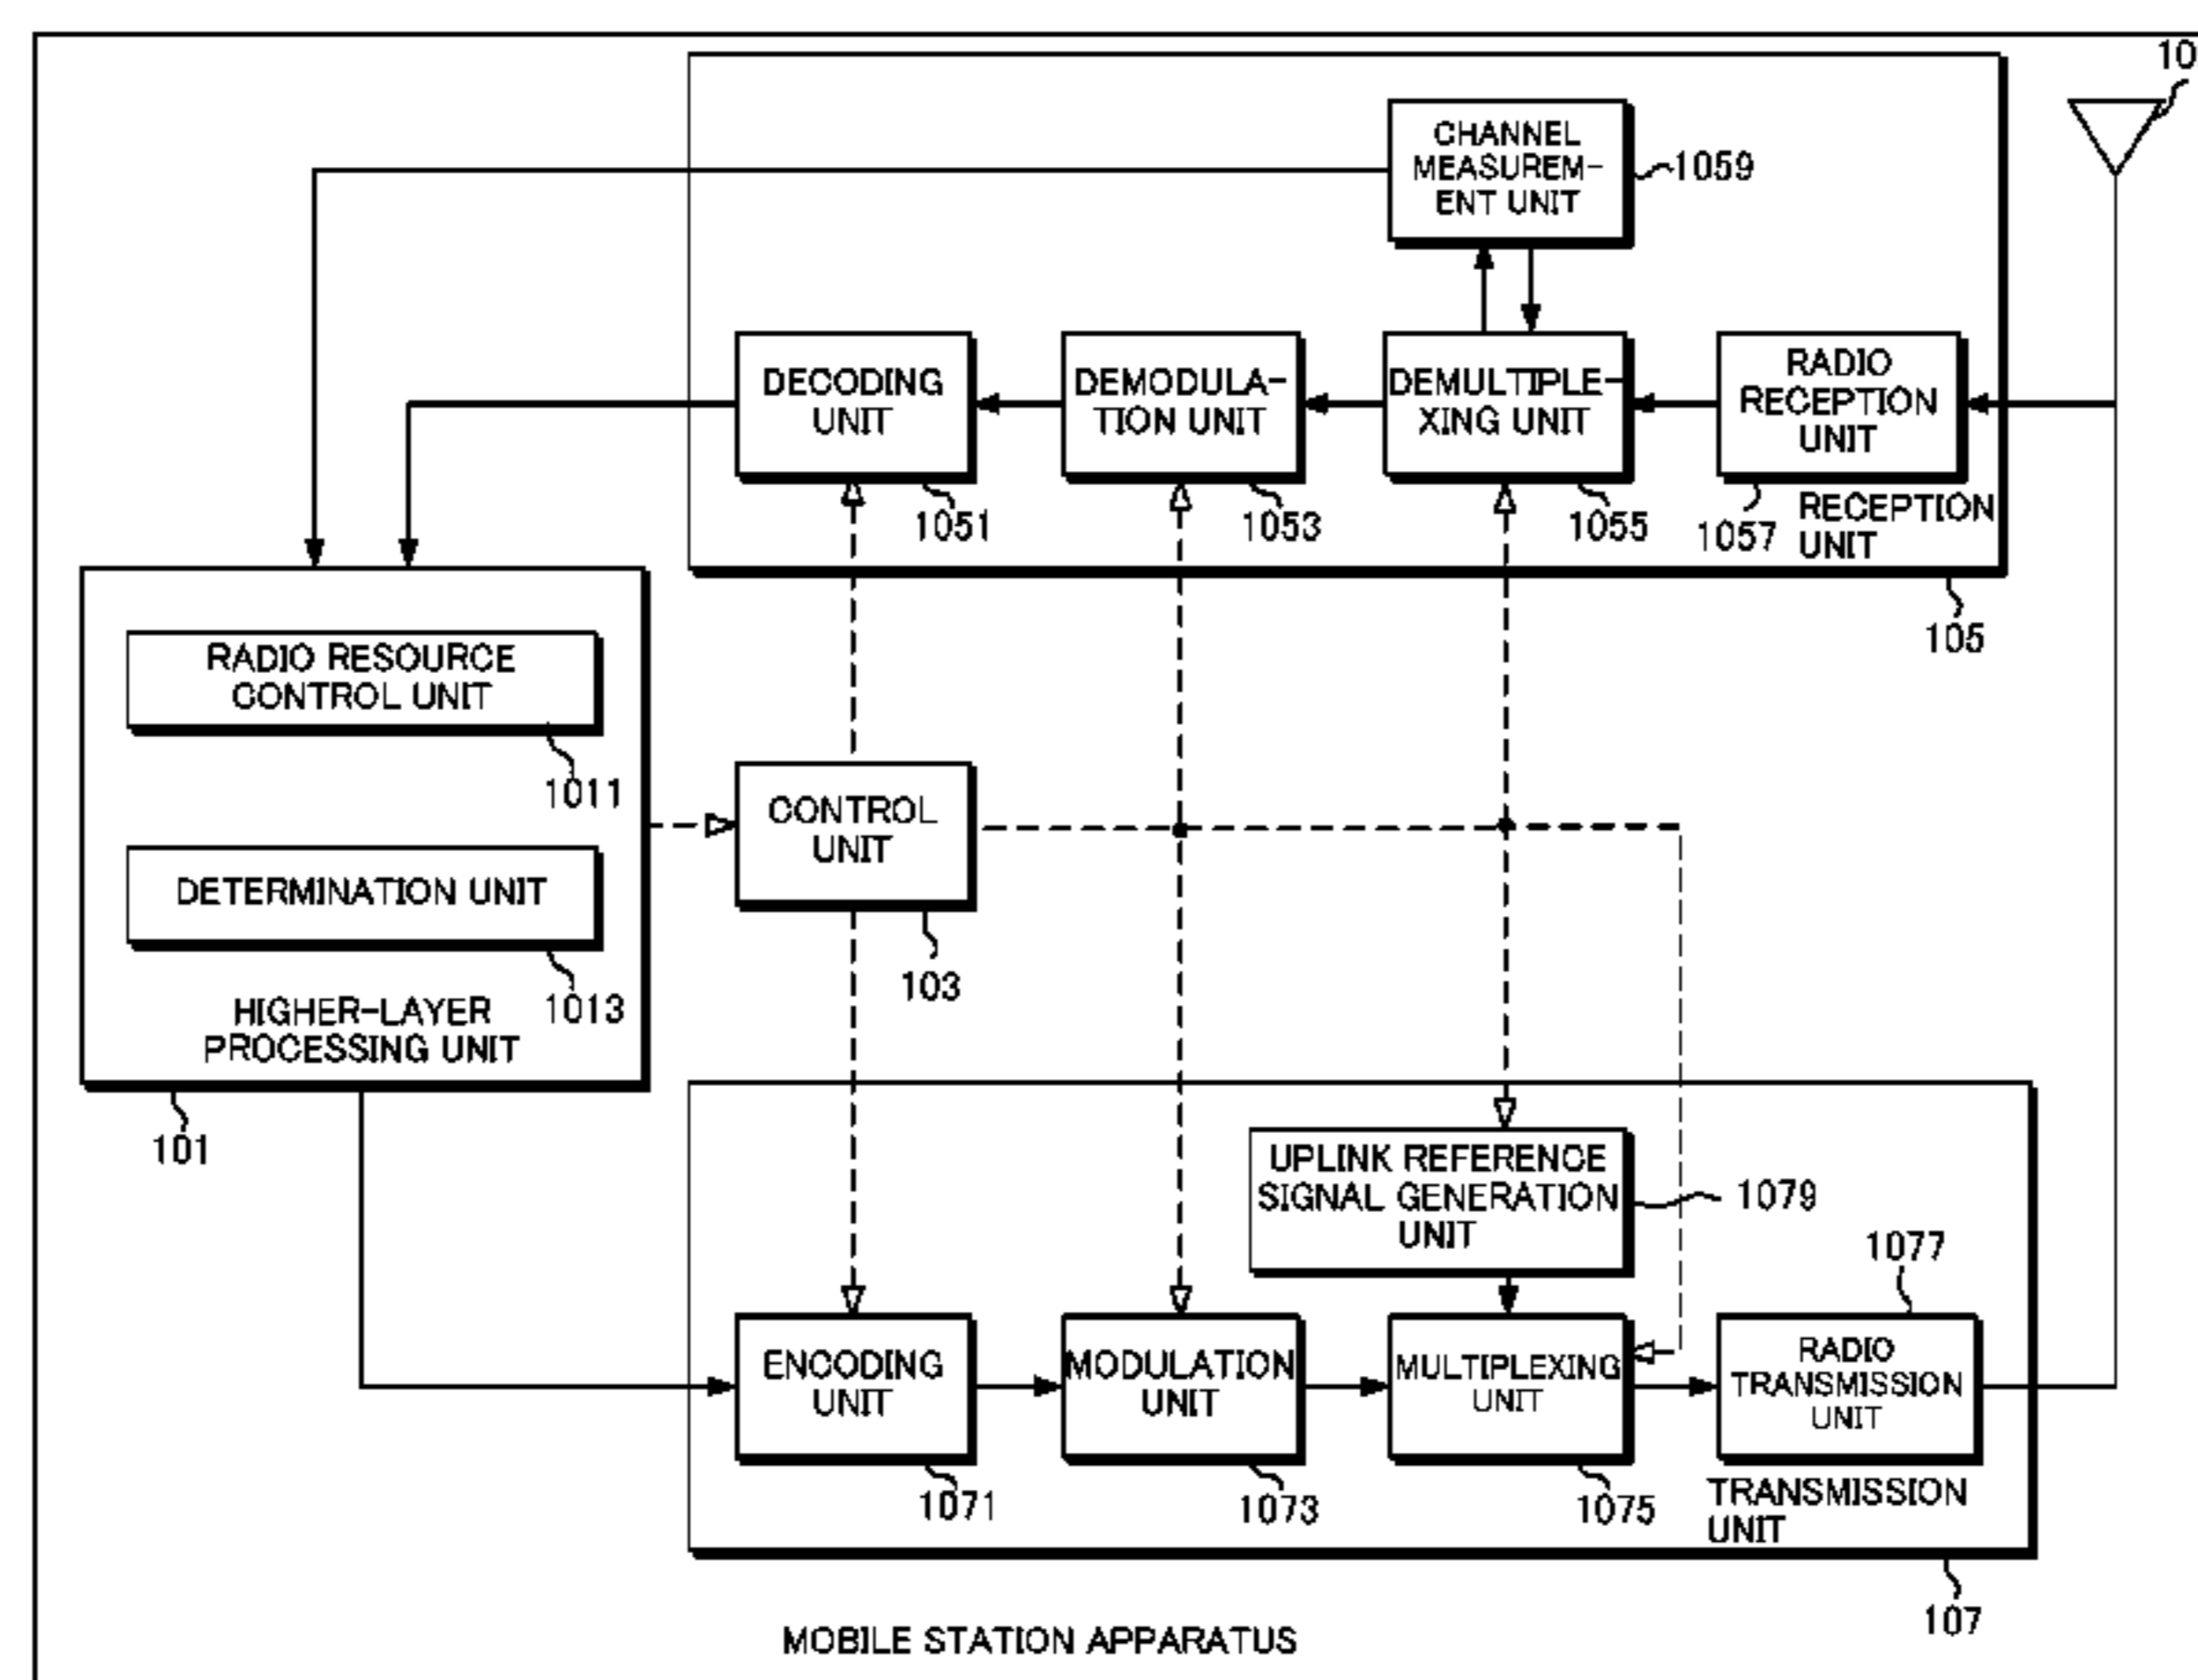 10
CHANNEL
MEASUREM-
ENT UNIT
1059
DECODING
UNIT
1051
DEMODULA-
TION UNIT
1053
DEMULTIPLE-
XING UNIT
1055
RADIO
RECEPTION
UNIT
1057
RECEPTION
UNIT
105
RADIO RESOURCE
CONTROL UNIT
1011
DETERMINATION UNIT
1013
HIGHER-LAYER
PROCESSING UNIT
101
CONTROL
UNIT
103
UPLINK REFERENCE
SIGNAL GENERATION
UNIT
1079
ENCODING
UNIT
1071
MODULATION
UNIT
1073
MULTIPLEXING
UNIT
1075
1077
RADIO
TRANSMISSION
UNIT
TRANSMISSION
UNIT
107
MOBILE STATION APPARATUS